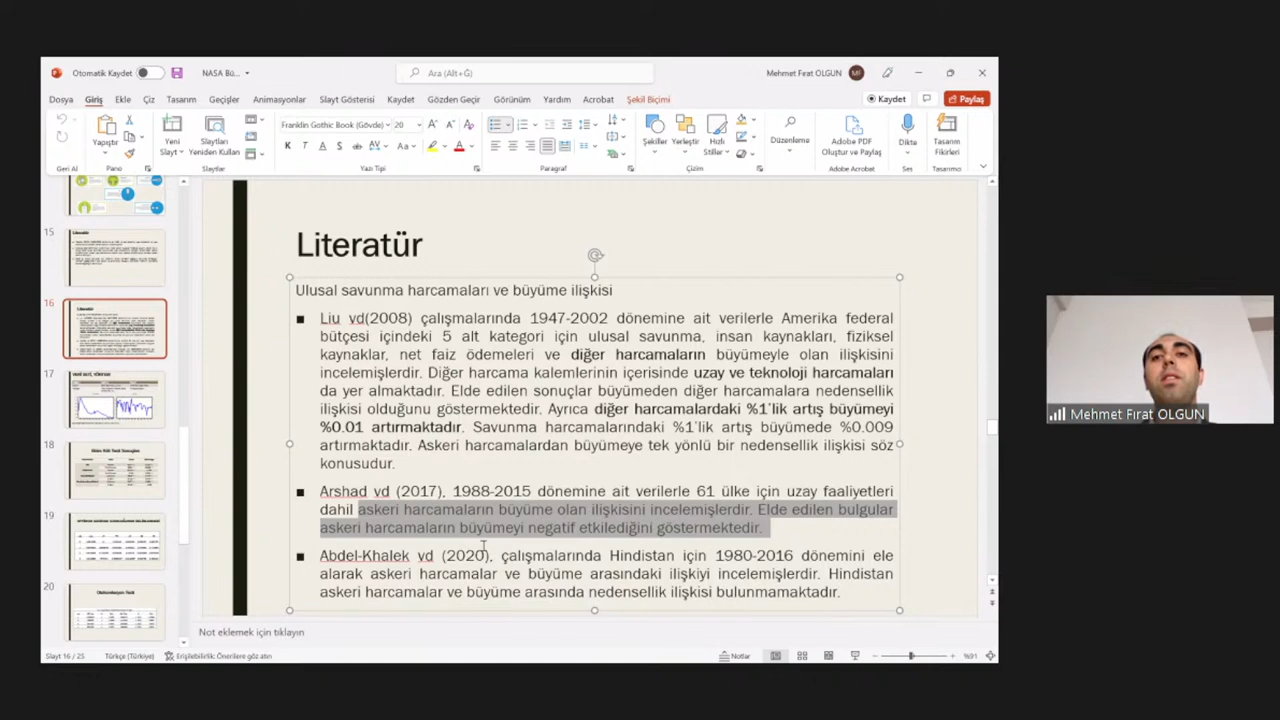 Otomatik Kaydet
NASA Bü...
Ara (Alt+G)
Mehmet Fırat OLGUN
MF
Dosya Giriş Ekle Çiz Tasarım Geçişler Animasyonlar Slayt Gösterisi Kaydet Gözden Geçir Görünüm Yardım Acrobat Şekil Biçimi
Kaydet
Paylaş
Franklin Gothic Book (Gövde) 20
Yapıştır
Yeni Slayt
Slaytları Yeniden Kullan
Şekiller
Yerleştir
Hızlı Stiller
Düzenleme
Adobe PDF Oluştur ve Paylaş
Dikte
Tasarım Fikirleri
Geri Al Pano Slaytlar Yazı Tipi Paragraf Çizim Adobe Acrobat Ses Tasarımcı
15
16
17
18
19
20
Literatür
Ulusal savunma harcamaları ve büyüme ilişkisi
Liu vd(2008) çalışmalarında 1947-2002 dönemine ait verilerle Amerika federal
bütçesi içindeki 5 alt kategori için ulusal savunma, insan kaynakları, fiziksel
kaynaklar, net faiz ödemeleri ve diğer harcamaların büyümeyle olan ilişkisini
incelemişlerdir. Diğer harcama kalemlerinin içerisinde uzay ve teknoloji harcamaları
da yer almaktadır. Elde edilen sonuçlar büyümeden diğer harcamalara nedensellik
ilişkisi olduğunu göstermektedir. Ayrıca diğer harcamalardaki %1'lik artış büyümeyi
%0.01 artırmaktadır. Savunma harcamalarındaki %1'lik artış büyümede %0.009
artırmaktadır. Askeri harcamalardan büyümeye tek yönlü bir nedensellik ilişkisi söz
konusudur.
Arshad vd (2017), 1988-2015 dönemine ait verilerle 61 ülke için uzay faaliyetleri
dahil askeri harcamaların büyüme olan ilişkisini incelemişlerdir. Elde edilen bulgular
askeri harcamaların büyümeyi negatif etkilediğini göstermektedir.
Abdel-Khalek vd (2020), çalışmalarında Hindistan için 1980-2016 dönemini ele
alarak askeri harcamalar ve büyüme arasındaki ilişkiyi incelemişlerdir. Hindistan
askeri harcamalar ve büyüme arasında nedensellik ilişkisi bulunmamaktadır.
Not eklemek için tıklayın
Slayt 16 / 25 Türkçe (Türkiye) Erişilebilirlik: Önerilere göz atın
Notlar
%91
Mehmet Fırat OLGUN